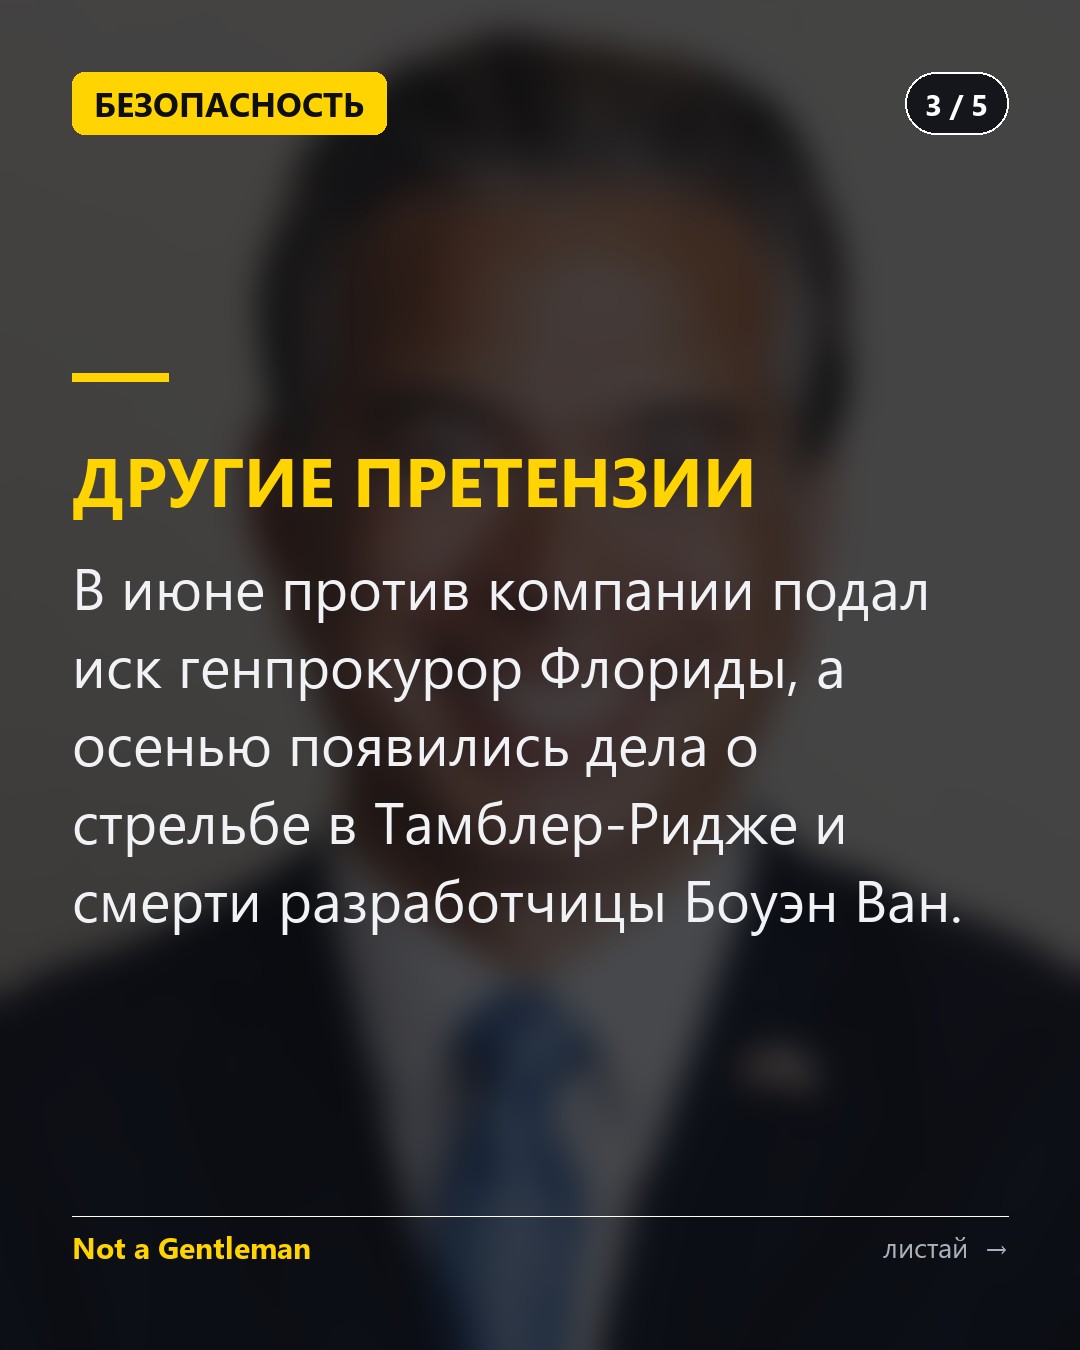 БЕЗОПАСНОСТЬ
3 / 5
ДРУГИЕ ПРЕТЕНЗИИ
В июне против компании подал
иск генпрокурор Флориды, а
осенью появились дела о
стрельбе в Тамблер-Ридже и
смерти разработчицы Боуэн Ван.
Not a Gentleman
листай →